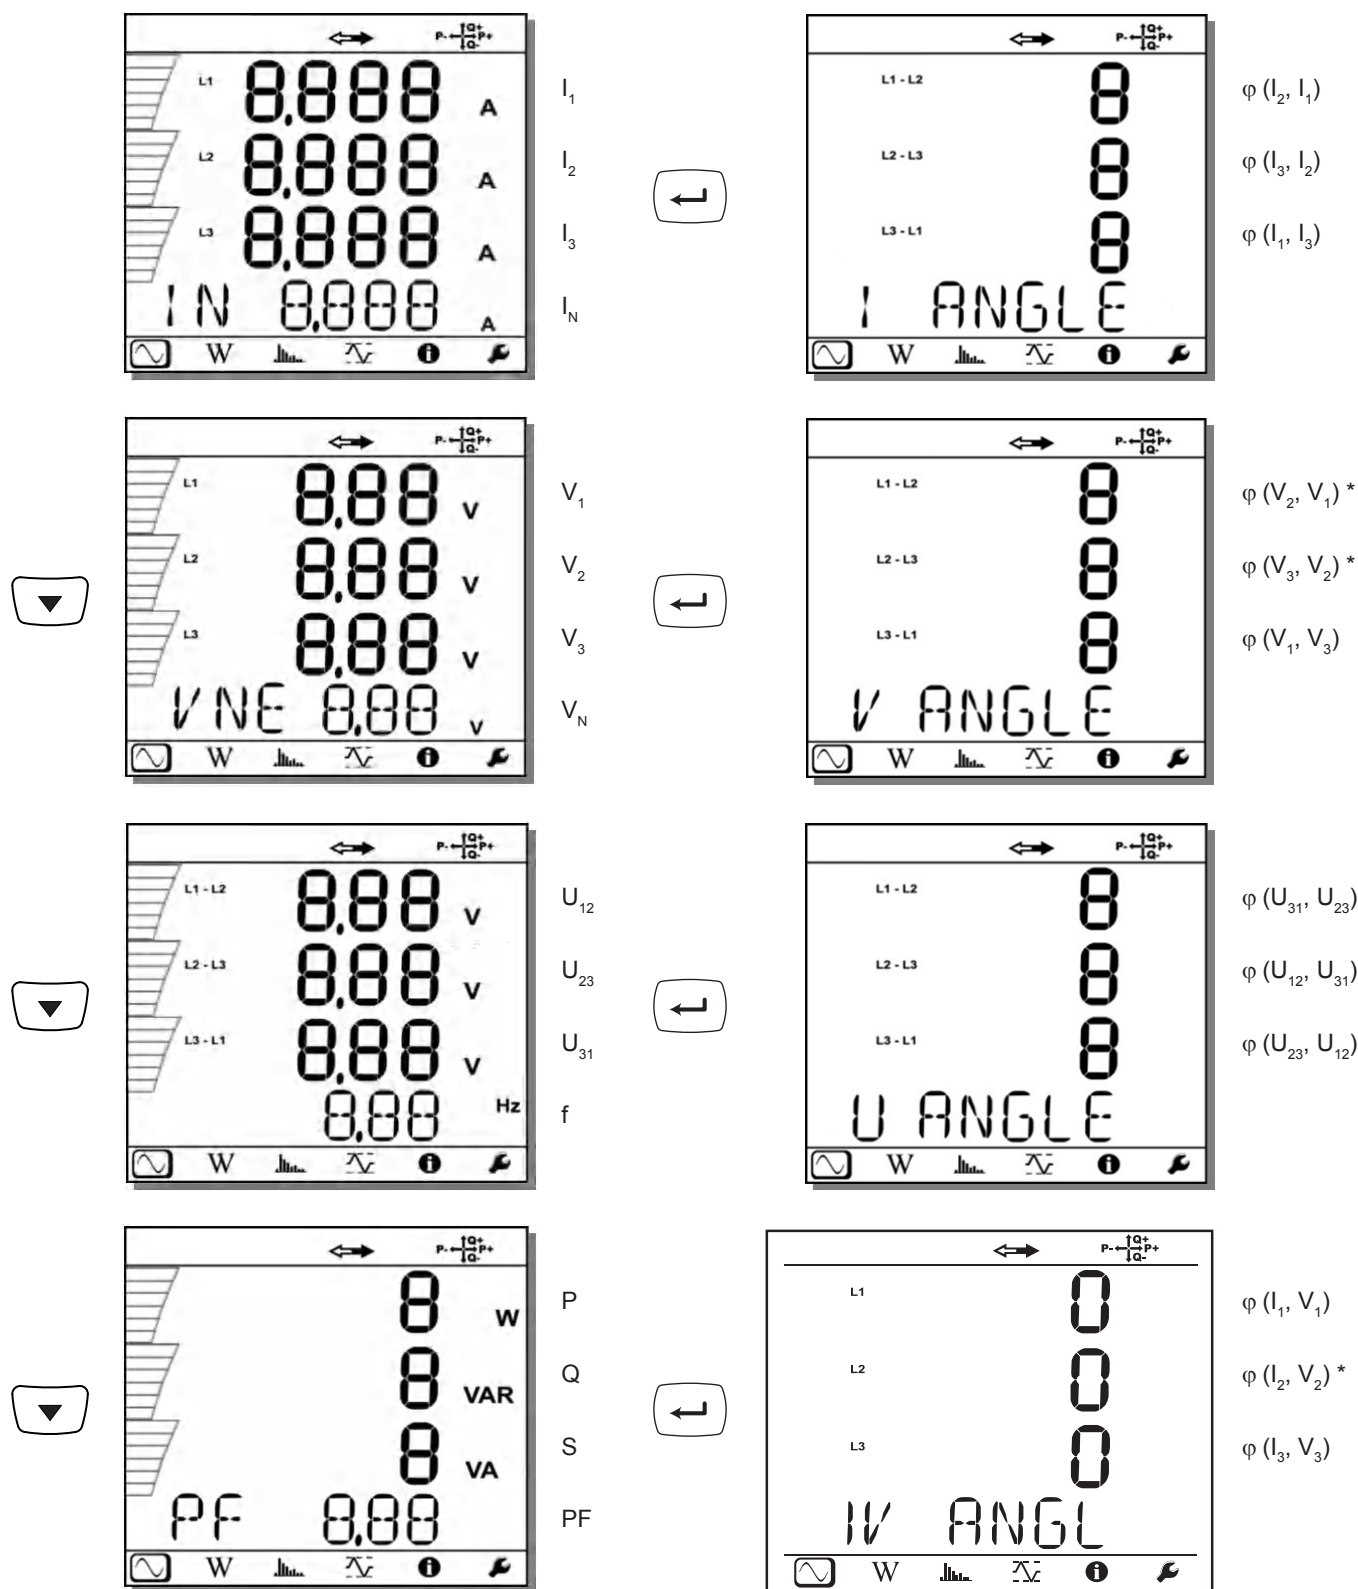 Q+
P- P+
Q-
L1 8.888 A I₁
L2 8.888 A I₂
L3 8.888 A I₃
IN 8.888 A I_N
W
Q+
P- P+
Q-
L1 - L2 8 φ (I₂, I₁)
L2 - L3 8 φ (I₃, I₂)
L3 - L1 8 φ (I₁, I₃)
I ANGLE
W
Q+
P- P+
Q-
L1 8.88 V V₁
L2 8.88 V V₂
L3 8.88 V V₃
VNE 8.88 V V_N
W
Q+
P- P+
Q-
L1 - L2 8 φ (V₂, V₁) *
L2 - L3 8 φ (V₃, V₂) *
L3 - L1 8 φ (V₁, V₃)
V ANGLE
W
Q+
P- P+
Q-
L1 - L2 8.88 V U₁₂
L2 - L3 8.88 V U₂₃
L3 - L1 8.88 V U₃₁
8.88 Hz f
W
Q+
P- P+
Q-
L1 - L2 8 φ (U₃₁, U₂₃)
L2 - L3 8 φ (U₁₂, U₃₁)
L3 - L1 8 φ (U₂₃, U₁₂)
U ANGLE
W
Q+
P- P+
Q-
8 W P
8 VAR Q
8 VA S
PF 8.88 PF
W
Q+
P- P+
Q-
L1 0 φ (I₁, V₁)
L2 0 φ (I₂, V₂) *
L3 0 φ (I₃, V₃)
IV ANGL
W